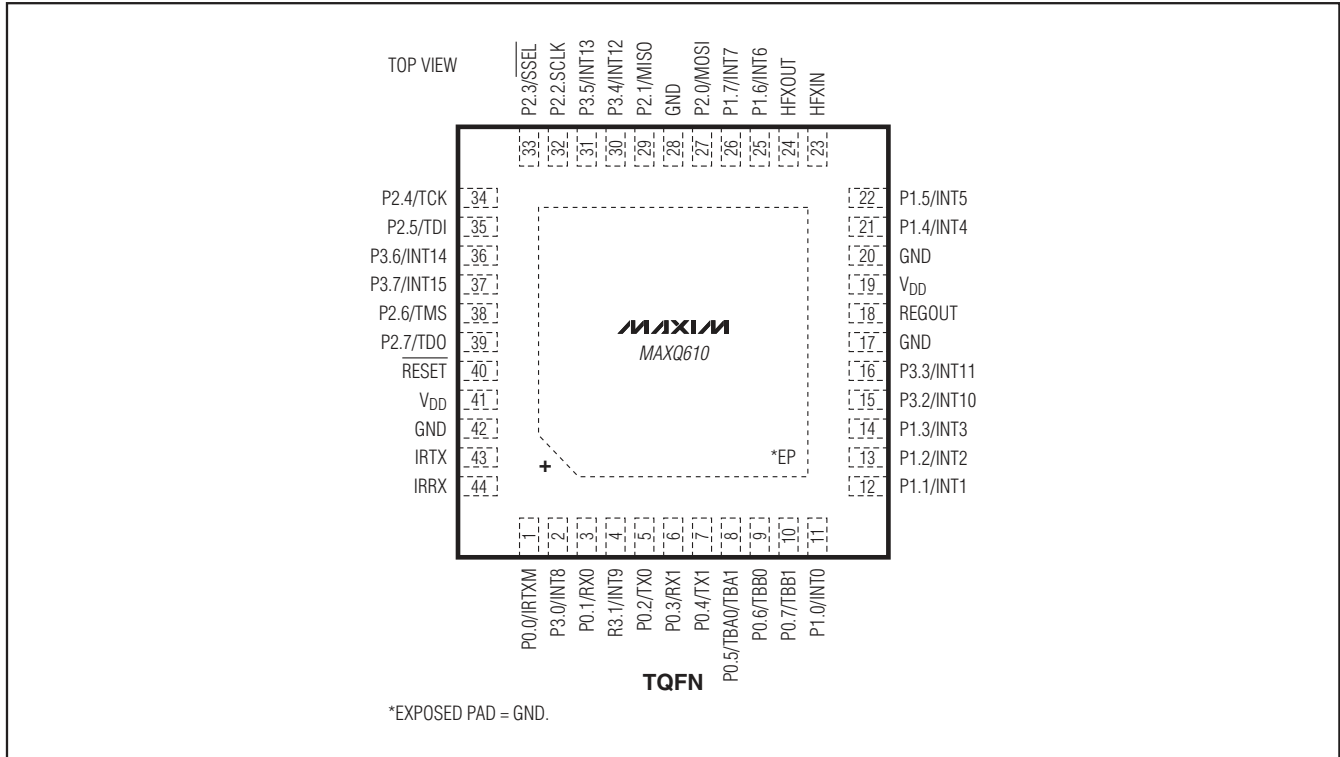 TOP VIEW
P2.3/SSEL
P2.2.SCLK
P3.5/INT13
P3.4/INT12
P2.1/MISO
GND
P2.0/MOSI
P1.7/INT7
P1.6/INT6
HFXOUT
HFXIN
33
32
31
30
29
28
27
26
25
24
23
P2.4/TCK 34
P2.5/TDI 35
P3.6/INT14 36
P3.7/INT15 37
P2.6/TMS 38
P2.7/TDO 39
RESET 40
VDD 41
GND 42
IRTX 43
IRRX 44
22 P1.5/INT5
21 P1.4/INT4
20 GND
19 VDD
18 REGOUT
17 GND
16 P3.3/INT11
15 P3.2/INT10
14 P1.3/INT3
13 P1.2/INT2
12 P1.1/INT1
MAXIM
MAXQ610
*EP
+
1
2
3
4
5
6
7
8
9
10
11
P0.0/IRTXM
P3.0/INT8
P0.1/RX0
R3.1/INT9
P0.2/TX0
P0.3/RX1
P0.4/TX1
P0.5/TBA0/TBA1
P0.6/TBB0
P0.7/TBB1
P1.0/INT0
TQFN
*EXPOSED PAD = GND.